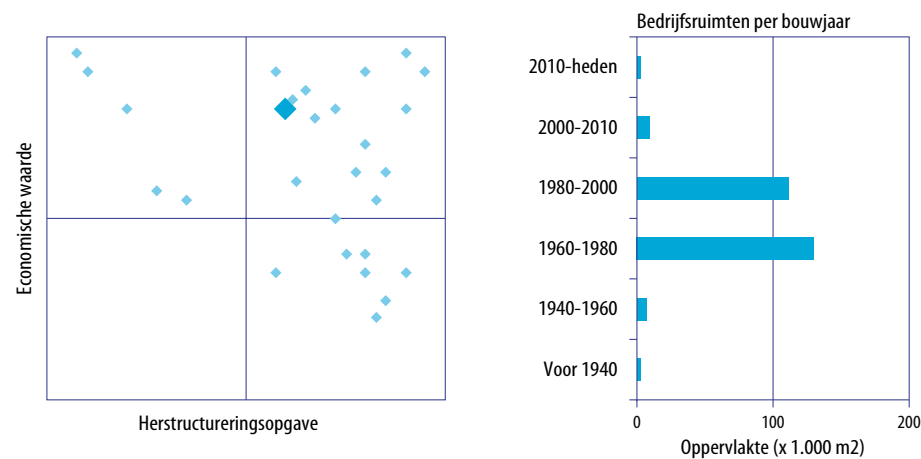 Economische waarde
Herstructureringsopgave
Bedrijfsruimten per bouwjaar
2010-heden
2000-2010
1980-2000
1960-1980
1940-1960
Voor 1940
0 100 200
Oppervlakte (x 1.000 m2)